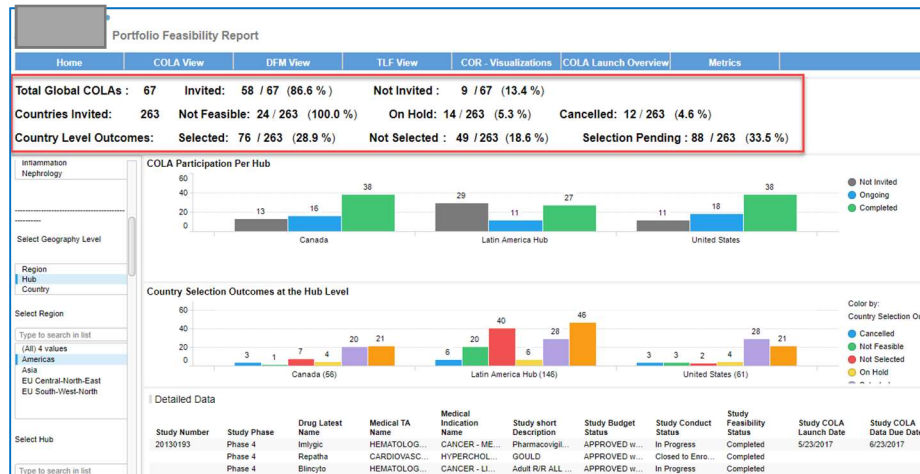 Portfolio Feasibility Report
Home COLA View DFM View TLF View COR - Visualizations COLA Launch Overview Metrics
Total Global COLAs : 67 Invited: 58 / 67 (86.6 %) Not Invited : 9 / 67 (13.4 %)
Countries Invited: 263 Not Feasible: 24 / 263 (100.0 %) On Hold: 14 / 263 (5.3 %) Cancelled: 12 / 263 (4.6 %)
Country Level Outcomes: Selected: 76 / 263 (28.9 %) Not Selected : 49 / 263 (18.6 %) Selection Pending : 88 / 263 (33.5 %)
Inflammation
Nephrology
Select Geography Level
Region
Hub
Country
Select Region
Type to search in list
(All) 4 values
Americas
Asia
EU Central-North-East
EU South-West-North
Select Hub
Type to search in list
COLA Participation Per Hub
60
40
20
0
13 16 38
29 11 27
11 18 38
Canada Latin America Hub United States
Not Invited
Ongoing
Completed
Country Selection Outcomes at the Hub Level
60
40
20
0
3 1 7 4 20 21
6 20 40 6 28 46
3 3 2 4 28 21
Canada (56) Latin America Hub (146) United States (61)
Color by:
Country Selection Ou
Cancelled
Not Feasible
Not Selected
On Hold
Detailed Data
Study Number Study Phase Drug Latest Name Medical TA Name Medical Indication Name Study short Description Study Budget Status Study Conduct Status Study Feasibility Status Study COLA Launch Date Study COLA Data Due Date
20130193 Phase 4 Imlygic HEMATOLOG... CANCER - ME... Pharmacovigil... APPROVED w... In Progress Completed 5/23/2017 6/23/2017
Phase 4 Repatha CARDIOVASC... HYPERCHOL... GOULD APPROVED w... Closed to Enro... Completed
Phase 4 Blincyto HEMATOLOG... CANCER - LI... Adult R/R ALL ... APPROVED w... In Progress Completed